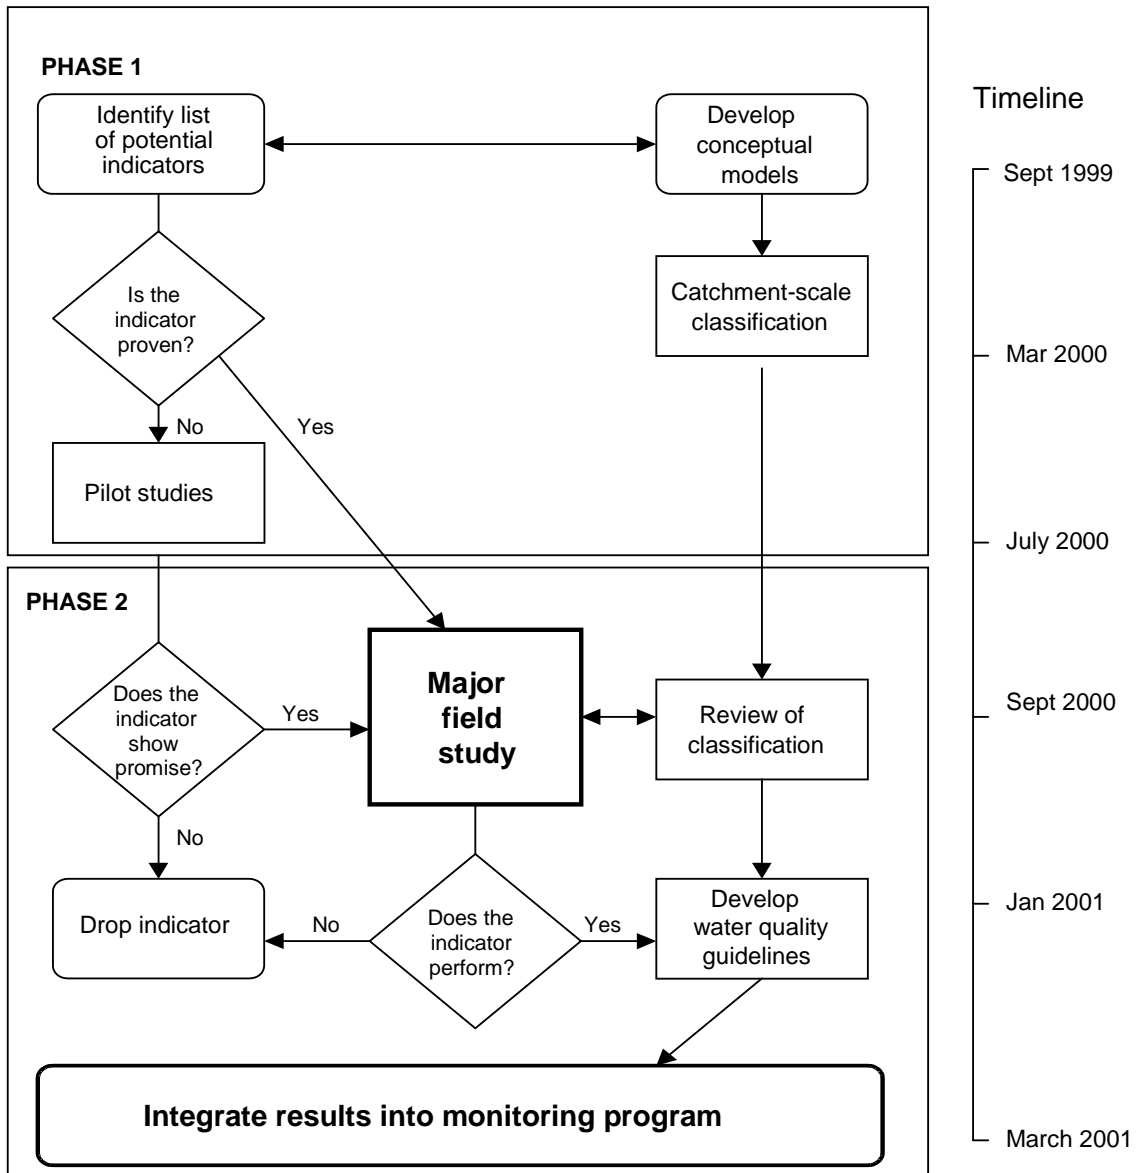 PHASE 1
Identify list
of potential
indicators
Develop
conceptual
models
Timeline
Sept 1999
Is the
indicator
proven?
Catchment-scale
classification
Mar 2000
No
Yes
Pilot studies
July 2000
PHASE 2
Does the
indicator
show
promise?
Yes
Major
field
study
Review of
classification
Sept 2000
No
Drop indicator
No
Does the
indicator
perform?
Yes
Develop
water quality
guidelines
Jan 2001
Integrate results into monitoring program
March 2001